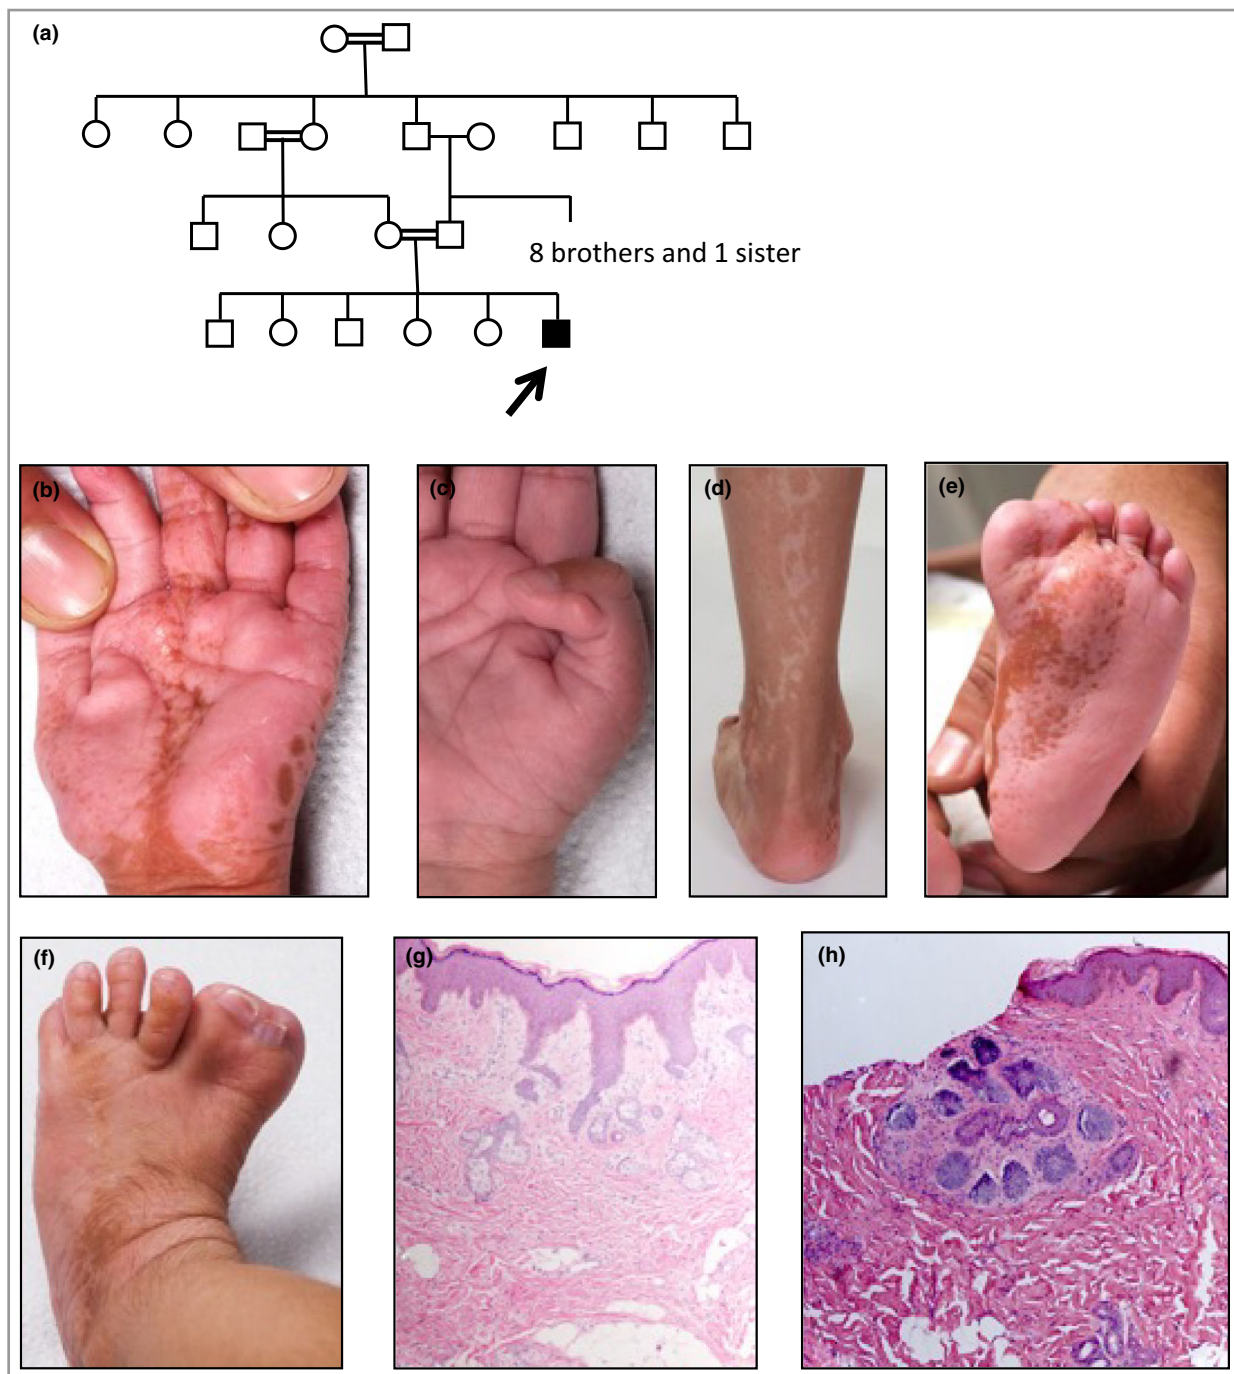 (a)
8 brothers and 1 sister
(b)
(c)
(d)
(e)
(f)
(g)
(h)